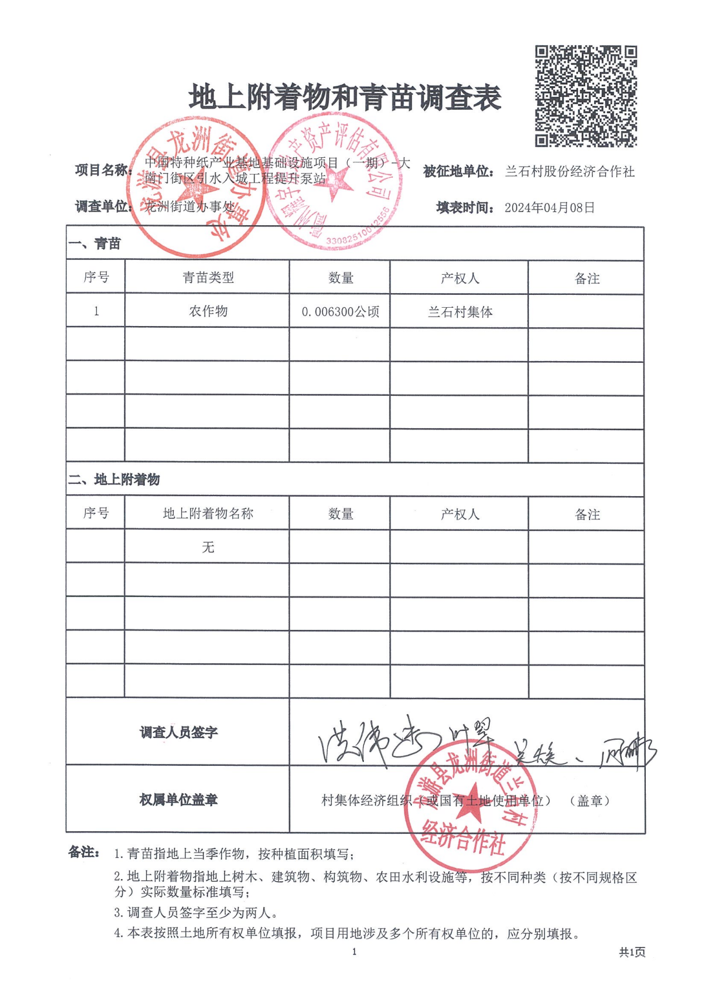 地上附着物和青苗调查表
项目名称: 中国特种纸产业基地基础设施项目（一期）-大
南门街区引水入城工程提升泵站
被征地单位: 兰石村股份经济合作社
调查单位: 龙洲街道办事处
填表时间: 2024年04月08日
龙游县龙洲街道办事处
房地产资产评估有限公司
33082510012556
一、青苗
序号 青苗类型 数量 产权人 备注
1 农作物 0.006300公顷 兰石村集体
二、地上附着物
序号 地上附着物名称 数量 产权人 备注
无
调查人员签字
权属单位盖章 村集体经济组织（或国有土地使用单位）（盖章）
龙游县龙洲街道兰石村
经济合作社
备注: 1.青苗指地上当季作物，按种植面积填写;
2.地上附着物指地上树木、建筑物、构筑物、农田水利设施等，按不同种类（按不同规格区
分）实际数量标准填写;
3.调查人员签字至少为两人。
4.本表按照土地所有权单位填报，项目用地涉及多个所有权单位的，应分别填报。
1
共1页